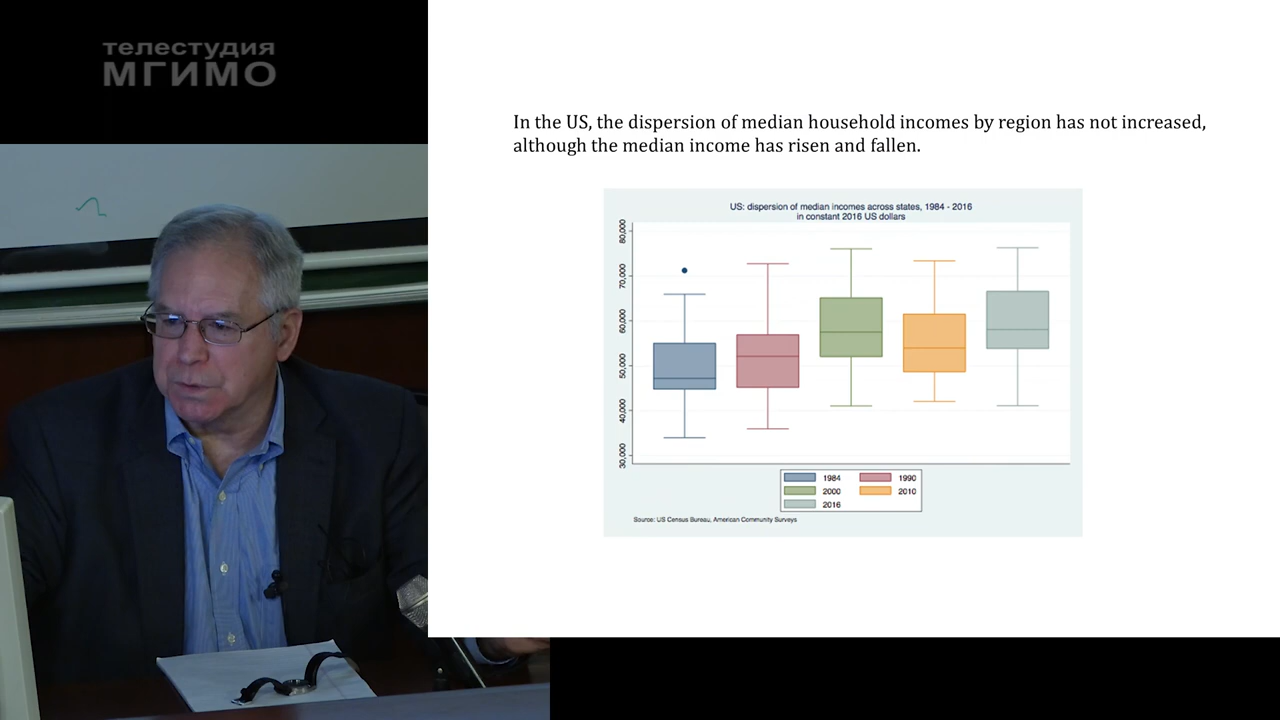 телестудия
МГИМО
In the US, the dispersion of median household incomes by region has not increased,
although the median income has risen and fallen.
US: dispersion of median incomes across states, 1984 - 2016
in constant 2016 US dollars
80,000
70,000
60,000
50,000
40,000
30,000
1984
1990
2000
2010
2016
Source: US Census Bureau, American Community Surveys